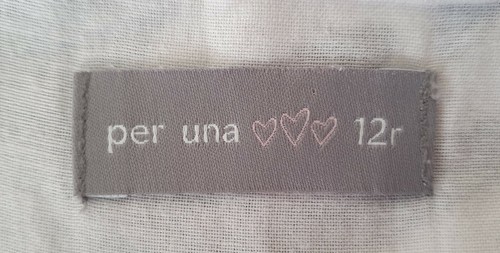 per una ♡♡♡ 12r